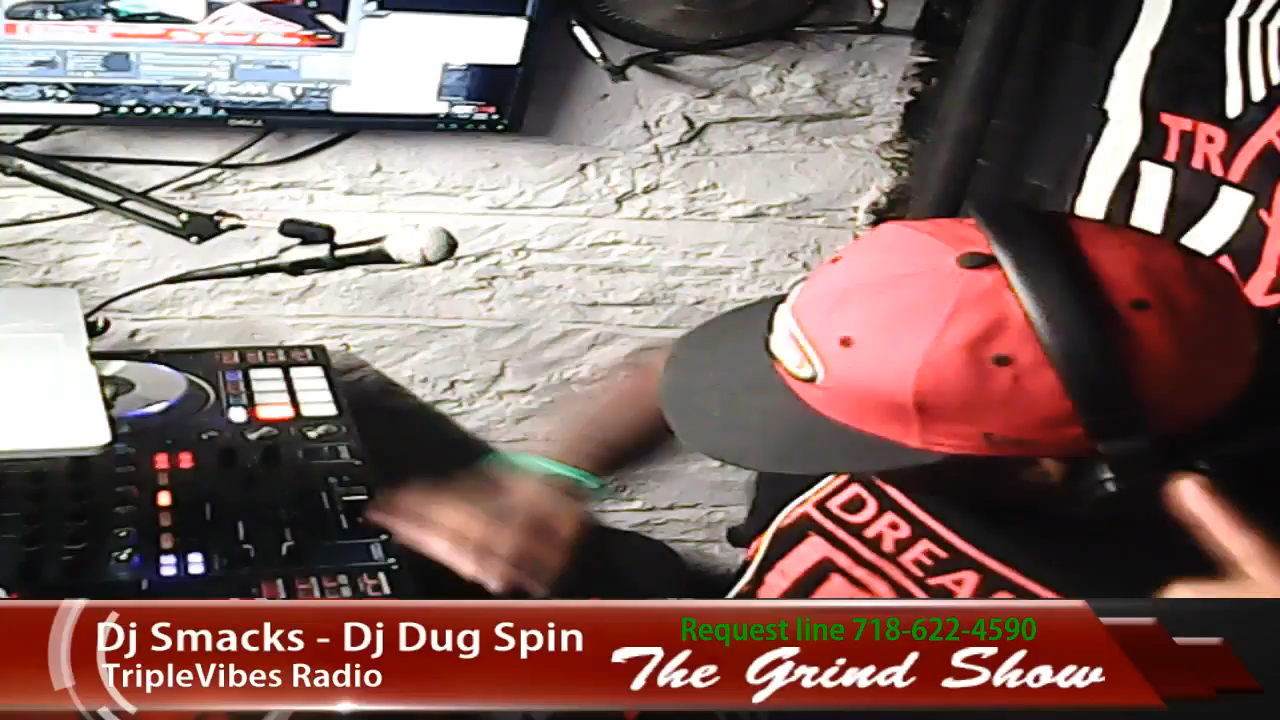 TR
DREA
Dj Smacks - Dj Dug Spin
TripleVibes Radio
Request line 718-622-4590
The Grind Show